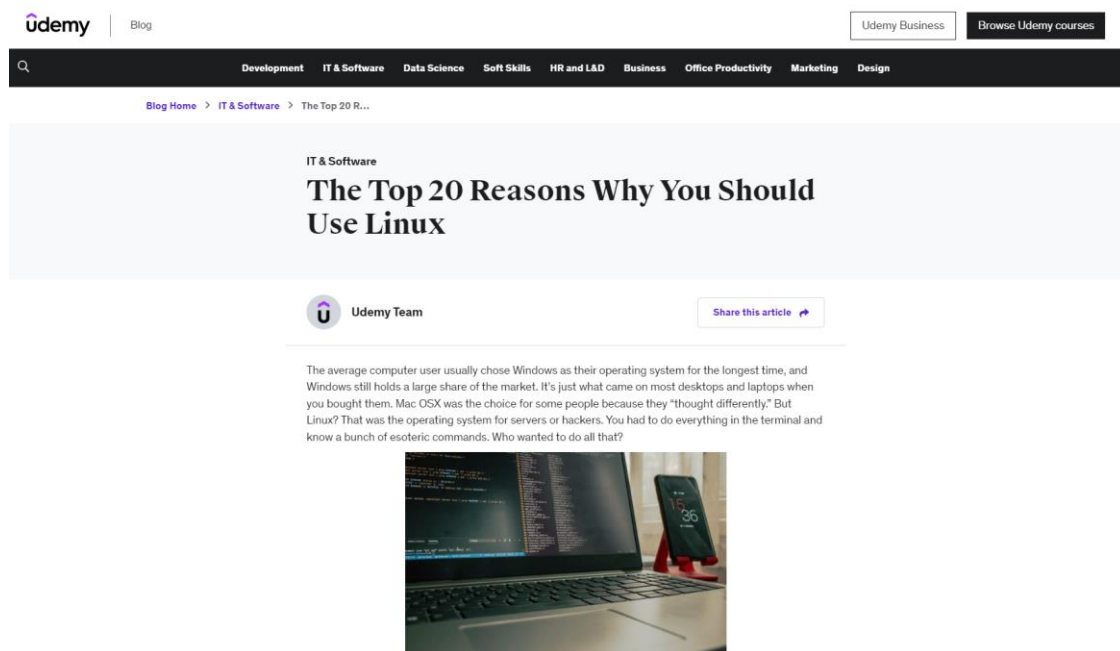 ûdemy
Blog
Udemy Business
Browse Udemy courses
Development IT & Software Data Science Soft Skills HR and L&D Business Office Productivity Marketing Design
Blog Home > IT & Software > The Top 20 R...
IT & Software
The Top 20 Reasons Why You Should
Use Linux
Udemy Team
Share this article
The average computer user usually chose Windows as their operating system for the longest time, and
Windows still holds a large share of the market. It's just what came on most desktops and laptops when
you bought them. Mac OSX was the choice for some people because they “thought differently.” But
Linux? That was the operating system for servers or hackers. You had to do everything in the terminal and
know a bunch of esoteric commands. Who wanted to do all that?
15
36